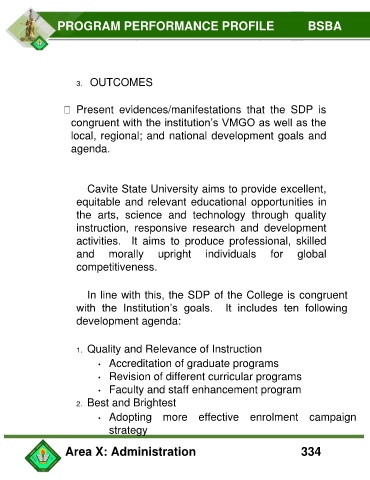 PROGRAM PERFORMANCE PROFILE BSBA
3. OUTCOMES
Present evidences/manifestations that the SDP is
congruent with the institution's VMGO as well as the
local, regional; and national development goals and
agenda.
Cavite State University aims to provide excellent,
equitable and relevant educational opportunities in
the arts, science and technology through quality
instruction, responsive research and development
activities. It aims to produce professional, skilled
and morally upright individuals for global
competitiveness.
In line with this, the SDP of the College is congruent
with the Institution's goals. It includes ten following
development agenda:
1. Quality and Relevance of Instruction
• Accreditation of graduate programs
• Revision of different curricular programs
• Faculty and staff enhancement program
2. Best and Brightest
• Adopting more effective enrolment campaign
strategy
Area X: Administration 334